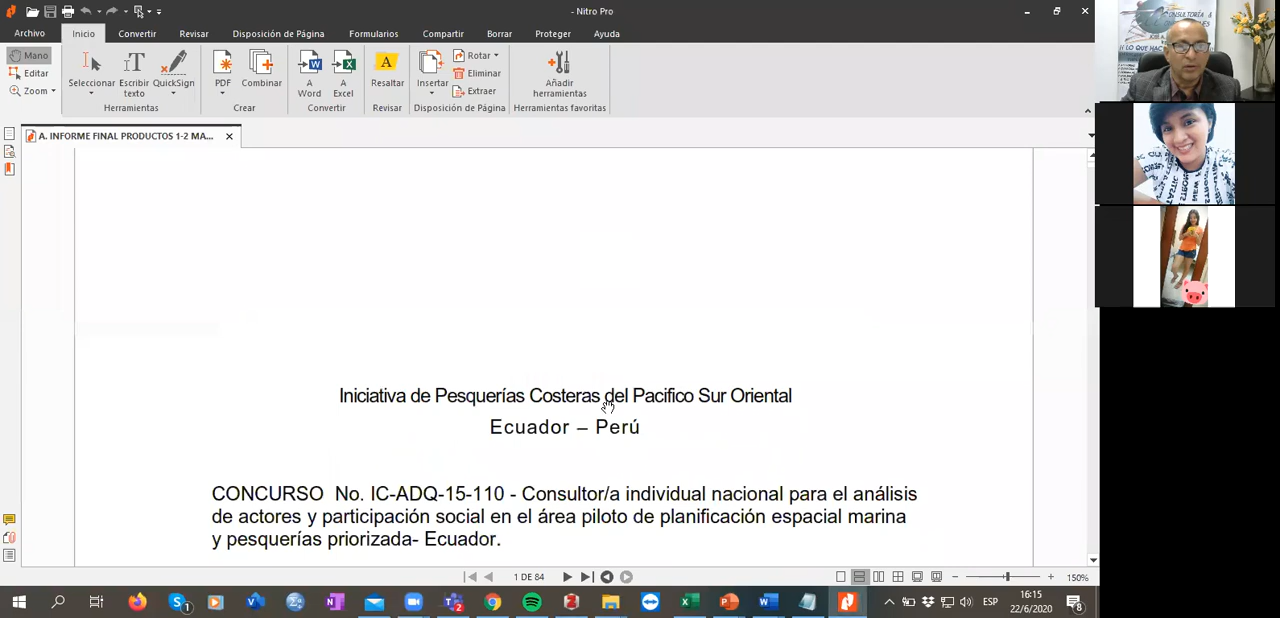 - Nitro Pro
Archivo Inicio Convertir Revisar Disposición de Página Formularios Compartir Borrar Proteger Ayuda
Mano
Editar
Zoom
Seleccionar
Escribir texto
QuickSign
Herramientas
PDF
Combinar
Crear
A Word
A Excel
Convertir
Resaltar
Revisar
Insertar
Rotar
Eliminar
Extraer
Disposición de Página
Añadir herramientas
Herramientas favoritas
A. INFORME FINAL PRODUCTOS 1-2 MA...
Iniciativa de Pesquerías Costeras del Pacifico Sur Oriental
Ecuador – Perú
CONCURSO No. IC-ADQ-15-110 - Consultor/a individual nacional para el análisis
de actores y participación social en el área piloto de planificación espacial marina
y pesquerías priorizada- Ecuador.
1 DE 84
150%
ESP
16:15
22/6/2020
CONSULTORÍA &
LO QUE HAC